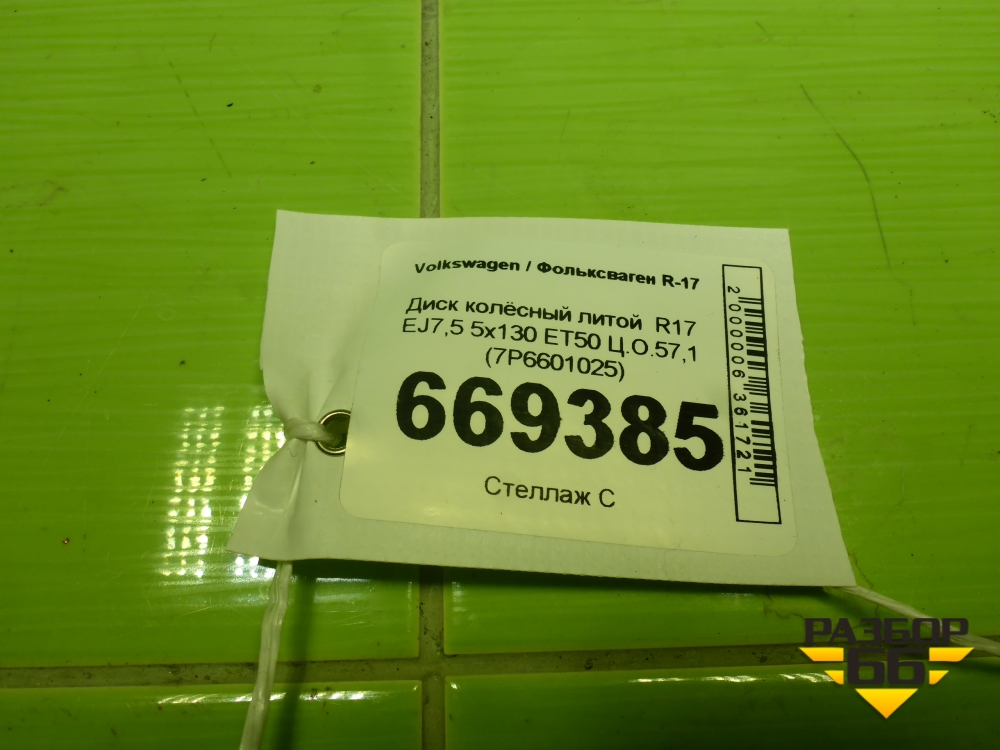 Volkswagen / Фольксваген R-17
Диск колёсный литой R17
EJ7,5 5x130 ET50 Ц.О.57,1
(7P6601025)
669385
Стеллаж С
2000006361721
РАЗБОР
66